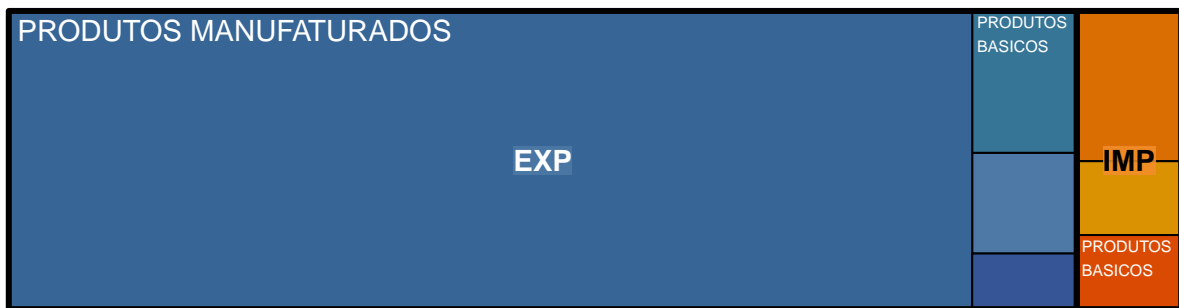 PRODUTOS MANUFATURADOS
EXP
PRODUTOS
BASICOS
IMP
PRODUTOS
BASICOS